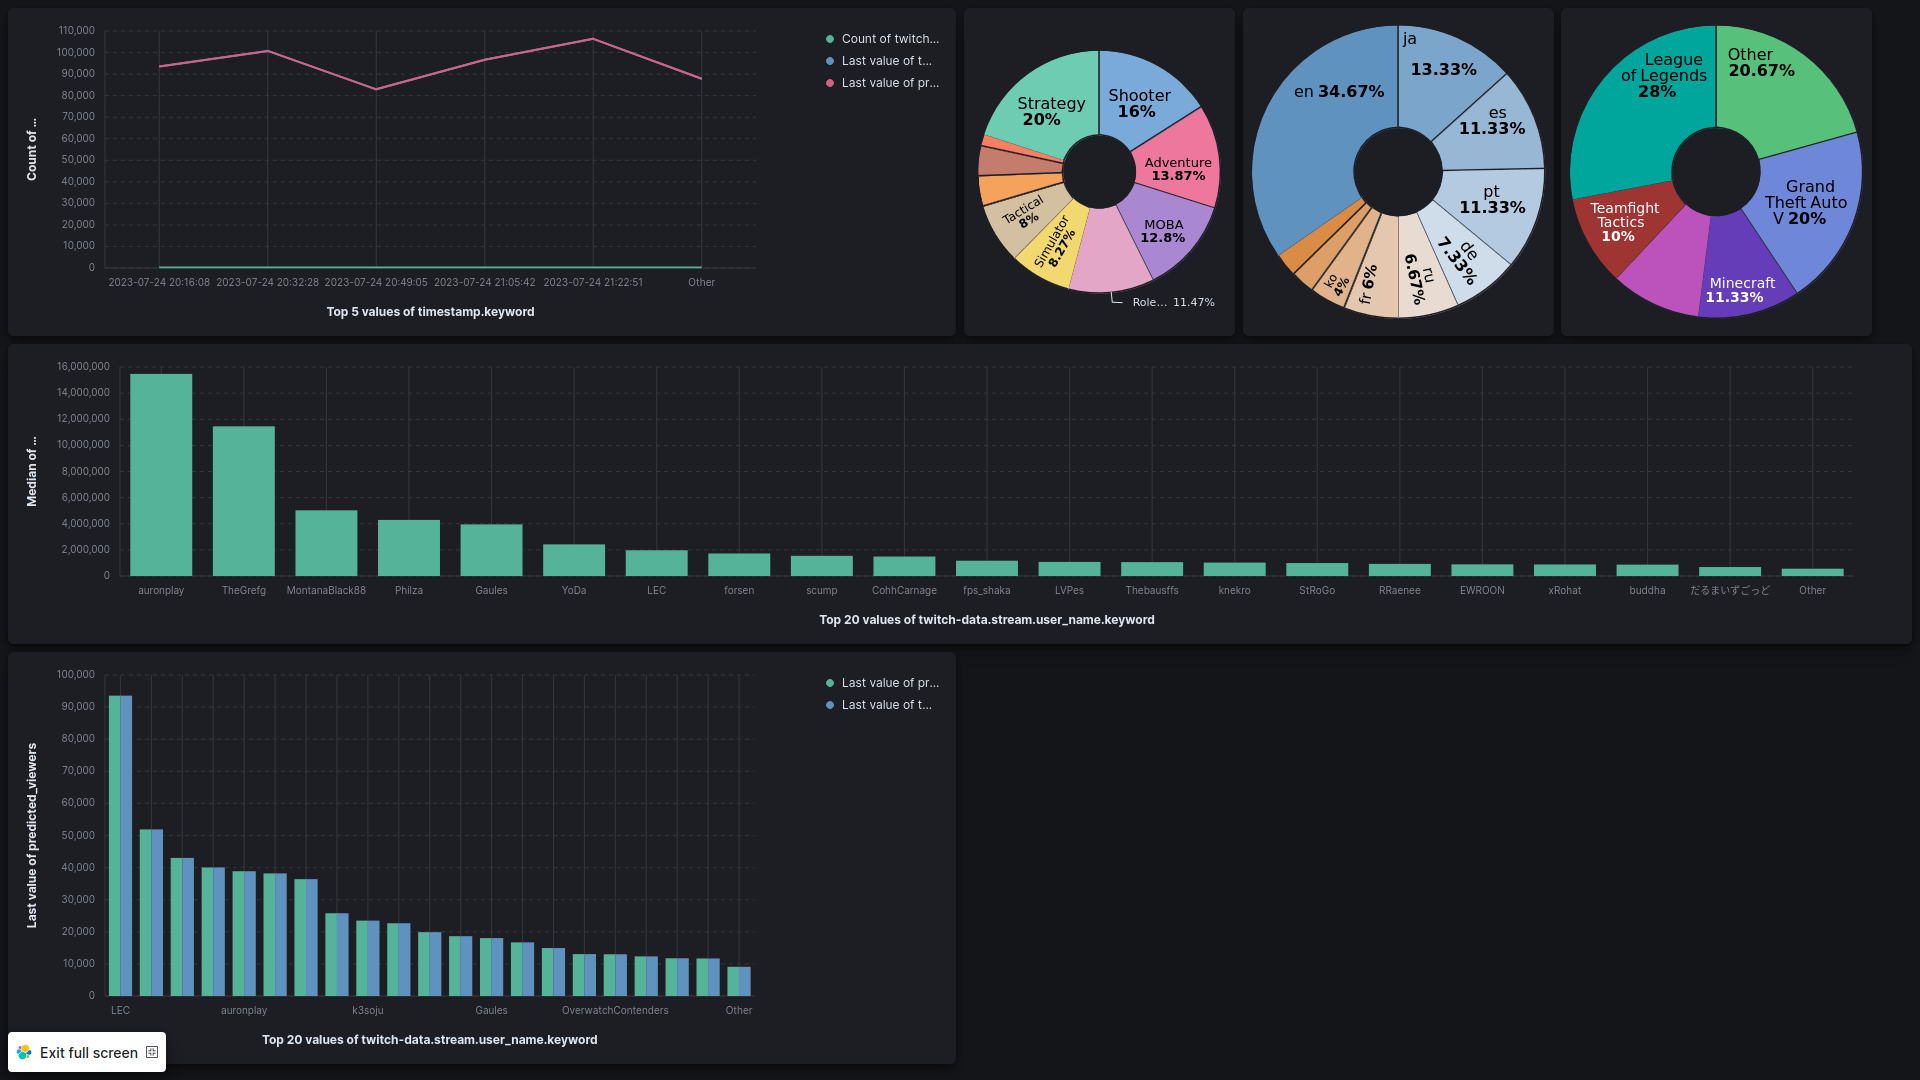 110,000
100,000
90,000
80,000
70,000
60,000
50,000
40,000
30,000
20,000
10,000
0
Count of ...
2023-07-24 20:16:08
2023-07-24 20:32:28
2023-07-24 20:49:05
2023-07-24 21:05:42
2023-07-24 21:22:51
Other
Top 5 values of timestamp.keyword
Count of twitch...
Last value of t...
Last value of pr...
Strategy
20%
Shooter
16%
Adventure
13.87%
MOBA
12.8%
Role... 11.47%
Simulator
8.27%
Tactical
8%
en 34.67%
ja
13.33%
es
11.33%
pt
11.33%
de
7.33%
ru
6.67%
fr 6%
ko
4%
League
of Legends
28%
Other
20.67%
Grand
Theft Auto
V 20%
Minecraft
11.33%
Teamfight
Tactics
10%
16,000,000
14,000,000
12,000,000
10,000,000
8,000,000
6,000,000
4,000,000
2,000,000
0
Median of ...
auronplay
TheGrefg
MontanaBlack88
Philza
Gaules
YoDa
LEC
forsen
scump
CohhCarnage
fps_shaka
LVPes
Thebausffs
knekro
StRoGo
RRaenee
EWROON
xRohat
buddha
だるまいずごっど
Other
Top 20 values of twitch-data.stream.user_name.keyword
100,000
90,000
80,000
70,000
60,000
50,000
40,000
30,000
20,000
10,000
0
Last value of predicted_viewers
LEC
auronplay
k3soju
Gaules
OverwatchContenders
Other
Top 20 values of twitch-data.stream.user_name.keyword
Last value of pr...
Last value of t...
Exit full screen